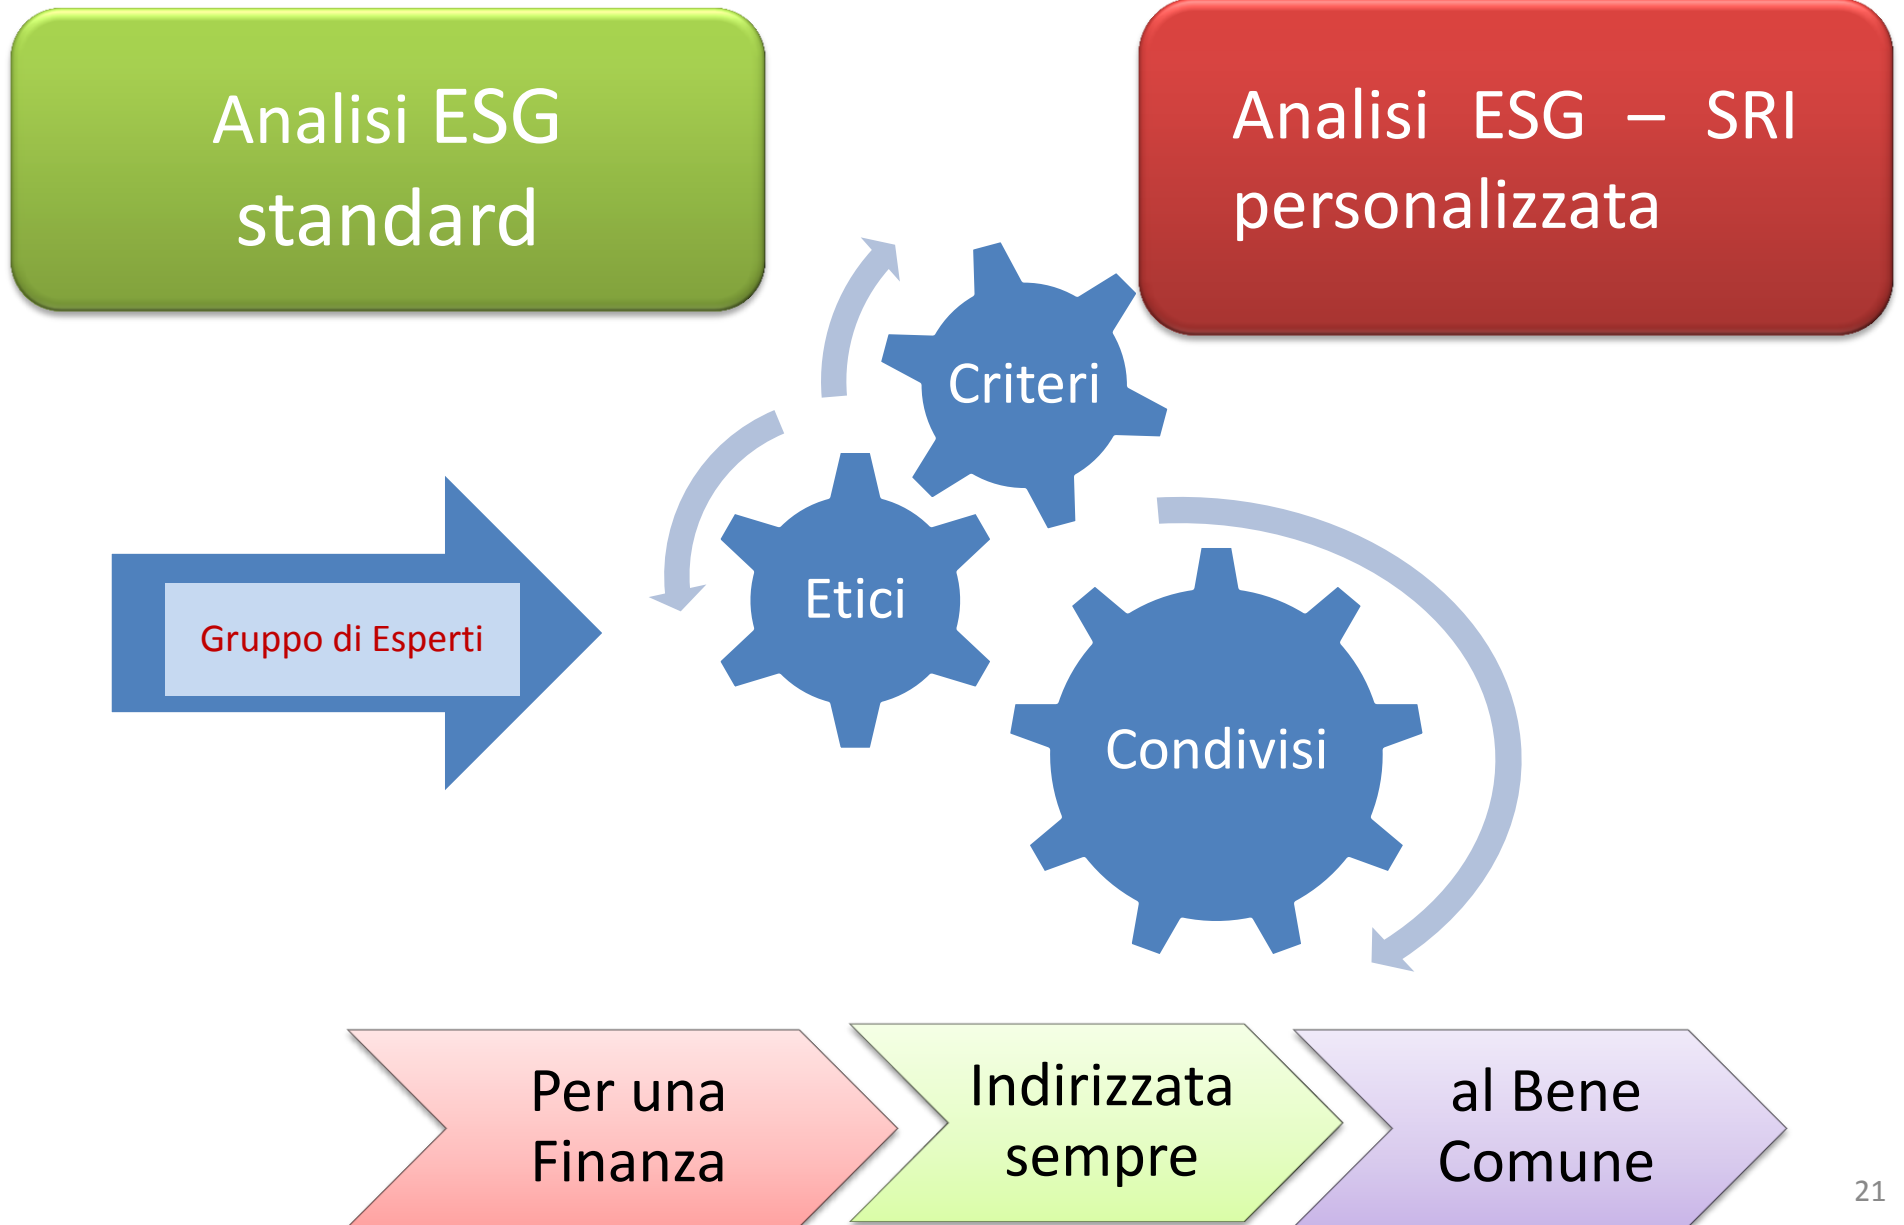 Analisi ESG
standard
Analisi ESG – SRI
personalizzata
Criteri
Etici
Condivisi
Gruppo di Esperti
Per una
Finanza
Indirizzata
sempre
al Bene
Comune
21